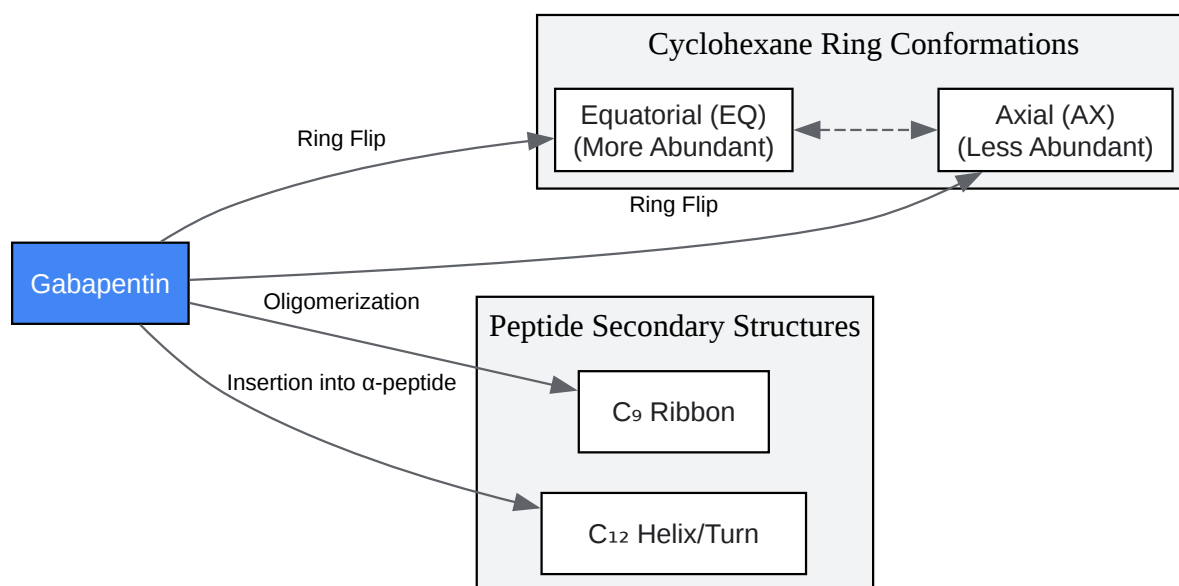 Cyclohexane Ring Conformations
Equatorial (EQ)
(More Abundant)
Axial (AX)
(Less Abundant)
Ring Flip
Ring Flip
Gabapentin
Oligomerization
Insertion into α-peptide
Peptide Secondary Structures
C₉ Ribbon
C₁₂ Helix/Turn